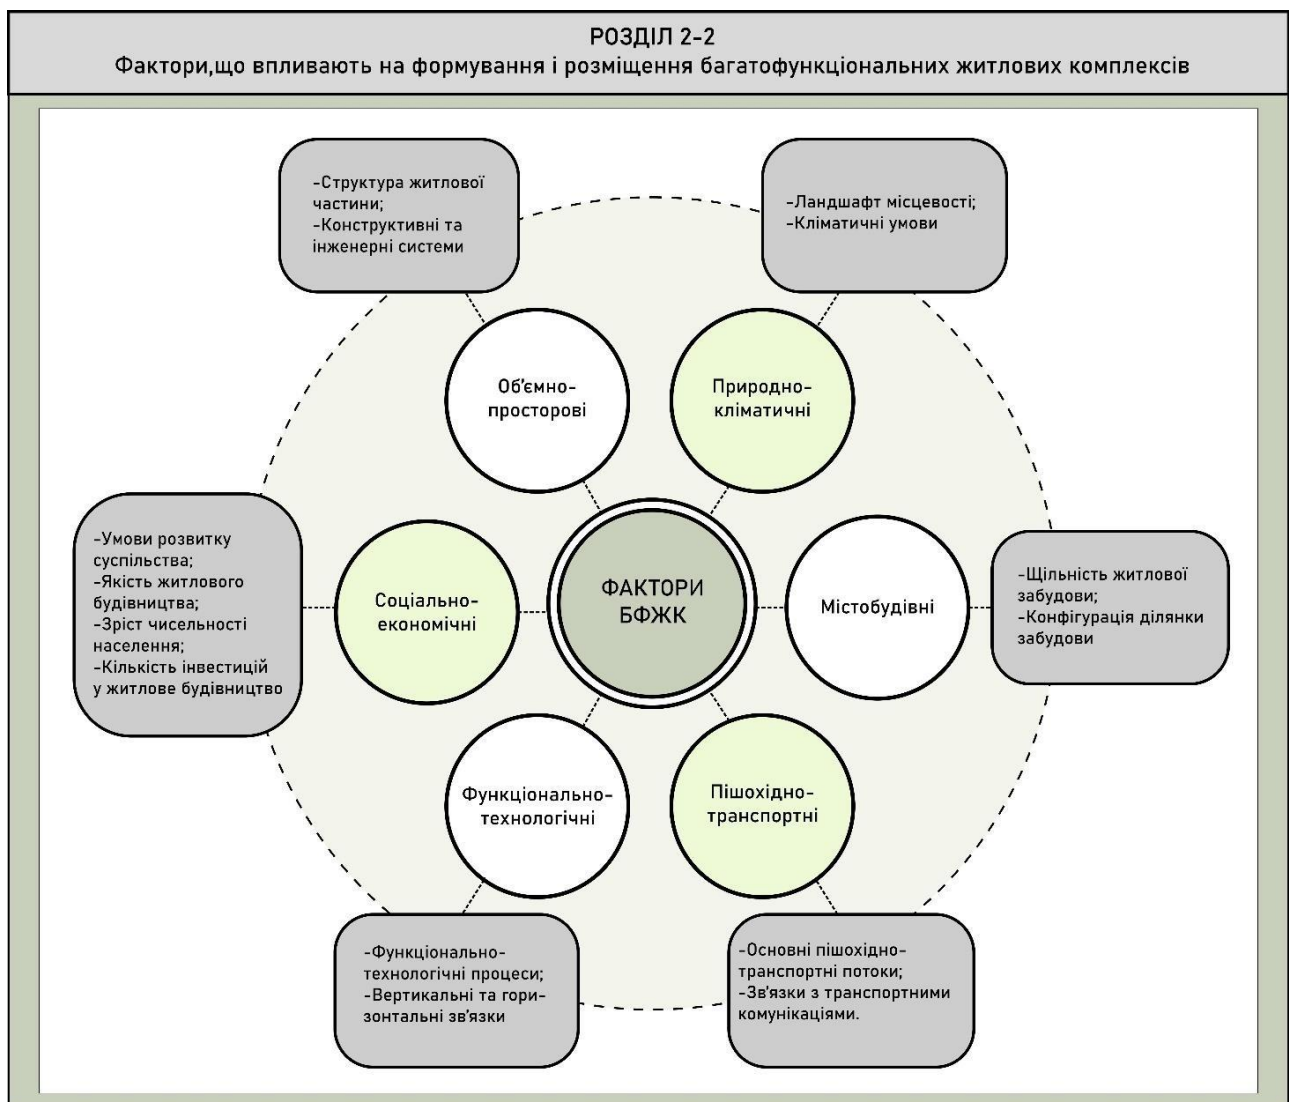 РОЗДІЛ 2-2
Фактори,що впливають на формування і розміщення багатофункціональних житлових комплексів
-Структура житлової
частини;
-Конструктивні та
інженерні системи
-Ландшафт місцевості;
-Кліматичні умови
Об'ємно-
просторові
Природно-
кліматичні
-Умови розвитку
суспільства;
-Якість житлового
будівництва;
-Зріст чисельності
населення;
-Кількість інвестицій
у житлове будівництво
Соціально-
економічні
ФАКТОРИ
БФЖК
Містобудівні
-Щільність житлової
забудови;
-Конфігурація ділянки
забудови
Функціонально-
технологічні
Пішохідно-
транспортні
-Функціонально-
технологічні процеси;
-Вертикальні та гори-
зонтальні зв'язки
-Основні пішохідно-
транспортні потоки;
-Зв'язки з транспортними
комунікаціями.